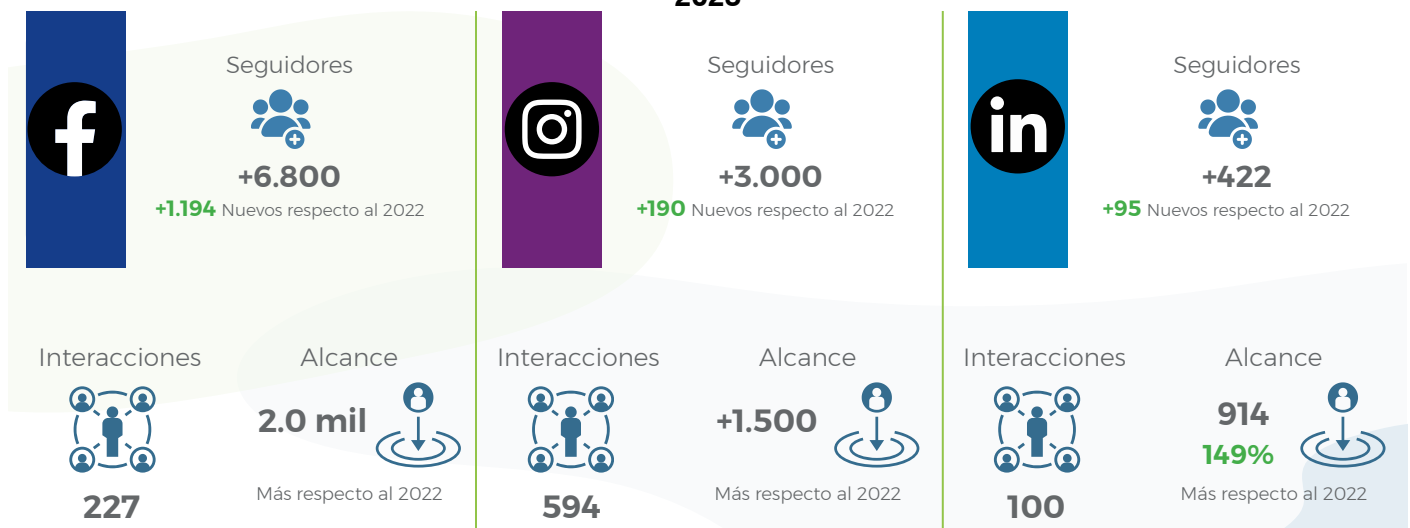 2023
Seguidores
+6.800
+1.194 Nuevos respecto al 2022
Interacciones
227
Alcance
2.0 mil
Más respecto al 2022
Seguidores
+3.000
+190 Nuevos respecto al 2022
Interacciones
594
Alcance
+1.500
Más respecto al 2022
in
Seguidores
+422
+95 Nuevos respecto al 2022
Interacciones
100
Alcance
914
149%
Más respecto al 2022